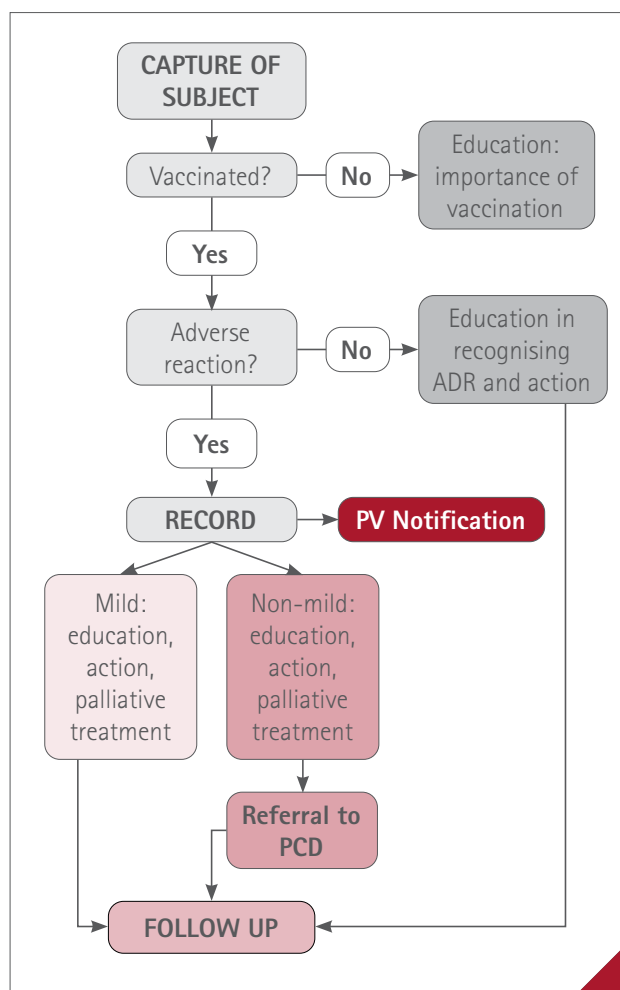 CAPTURE OF
SUBJECT
Vaccinated?
No
Education:
importance of
vaccination
Yes
Adverse
reaction?
No
Education in
recognising
ADR and action
Yes
RECORD
PV Notification
Mild:
education,
action,
palliative
treatment
Non-mild:
education,
action,
palliative
treatment
Referral to
PCD
FOLLOW UP